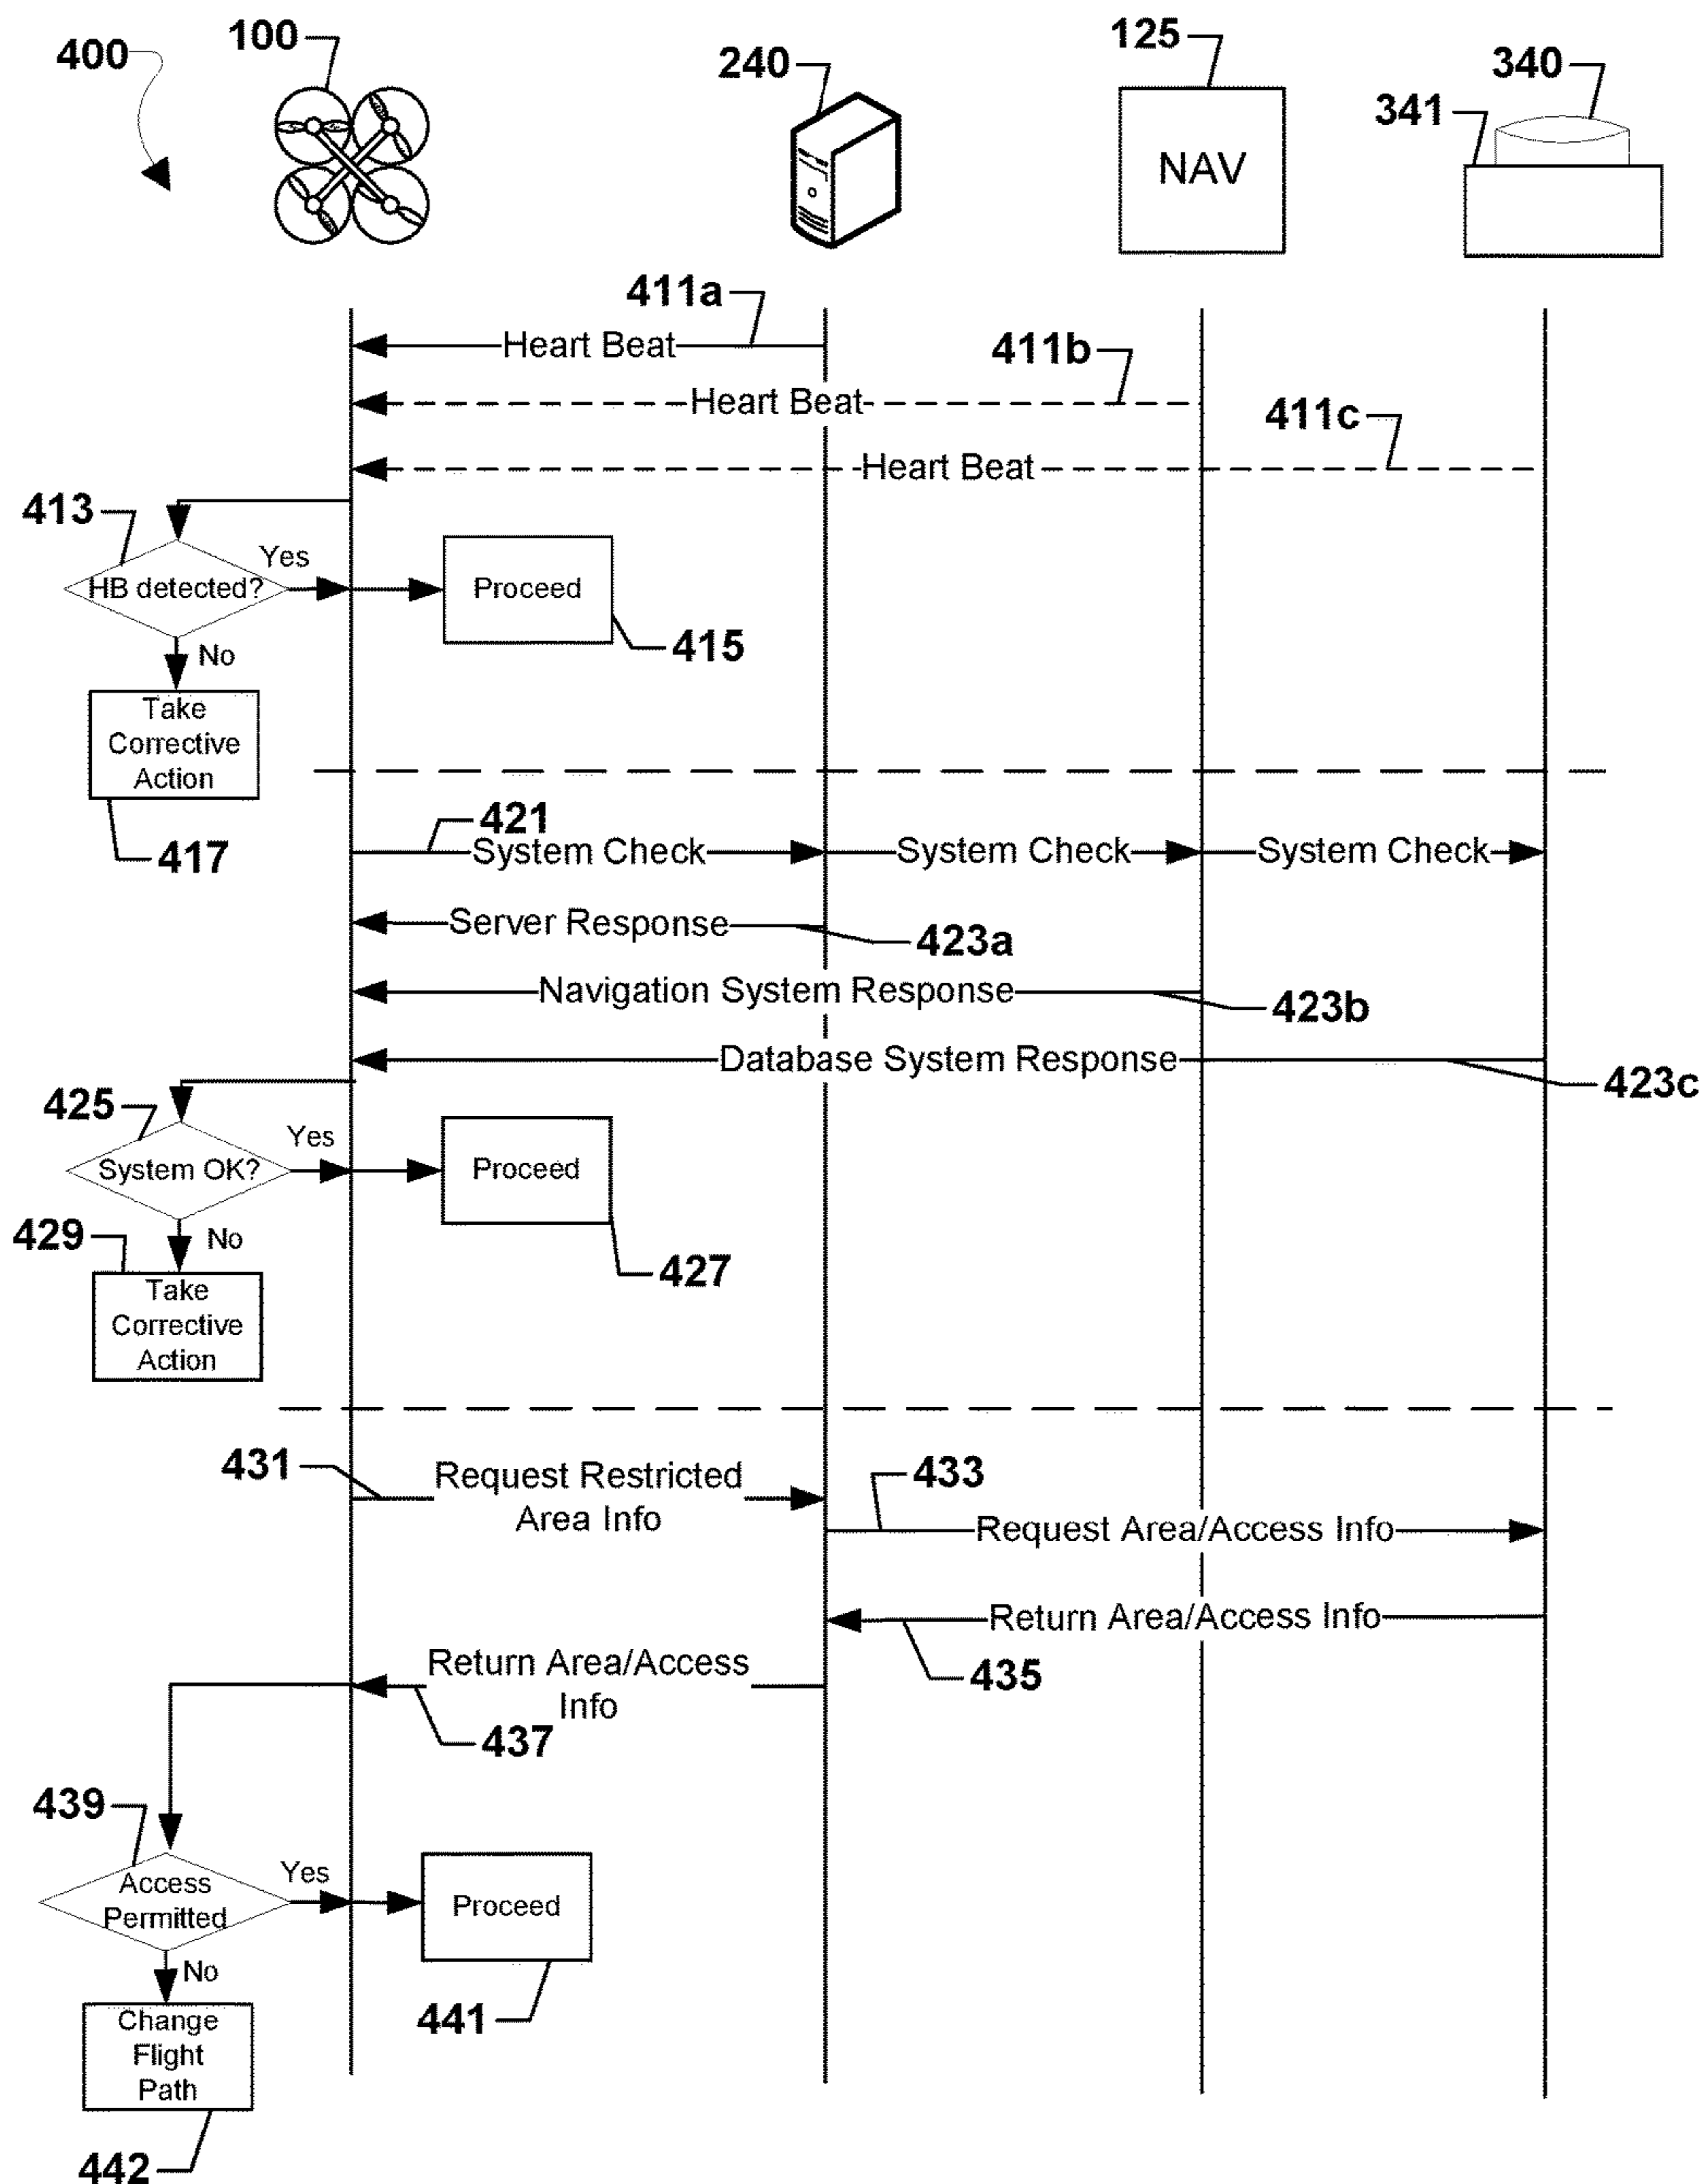 400
100
240
125
340
341
NAV
411a
Heart Beat
411b
Heart Beat
411c
Heart Beat
413
HB detected?
Yes
Proceed
415
No
Take
Corrective
Action
417
421
System Check
System Check
System Check
Server Response
423a
Navigation System Response
423b
Database System Response
423c
425
System OK?
Yes
Proceed
427
No
429
Take
Corrective
Action
431
Request Restricted
Area Info
433
Request Area/Access Info
Return Area/Access Info
435
Return Area/Access
Info
437
439
Access
Permitted
Yes
Proceed
441
No
Change
Flight
Path
442